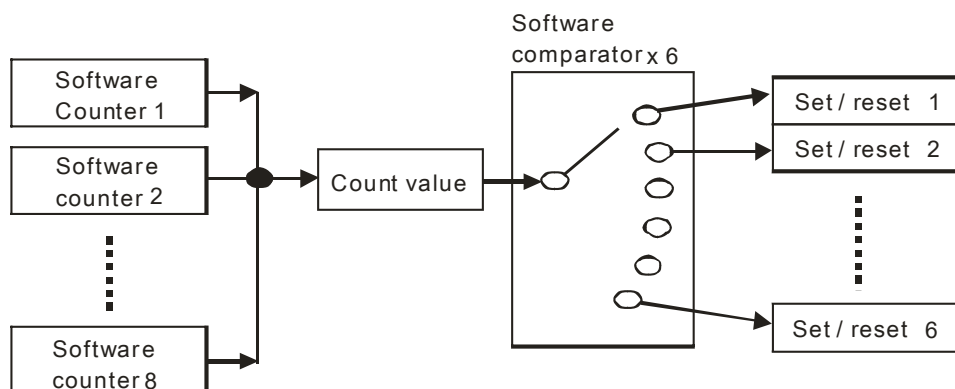 Software
comparator x 6
Software
Counter 1
Software
counter 2
Software
counter 8
Count value
Set / reset 1
Set / reset 2
Set / reset 6